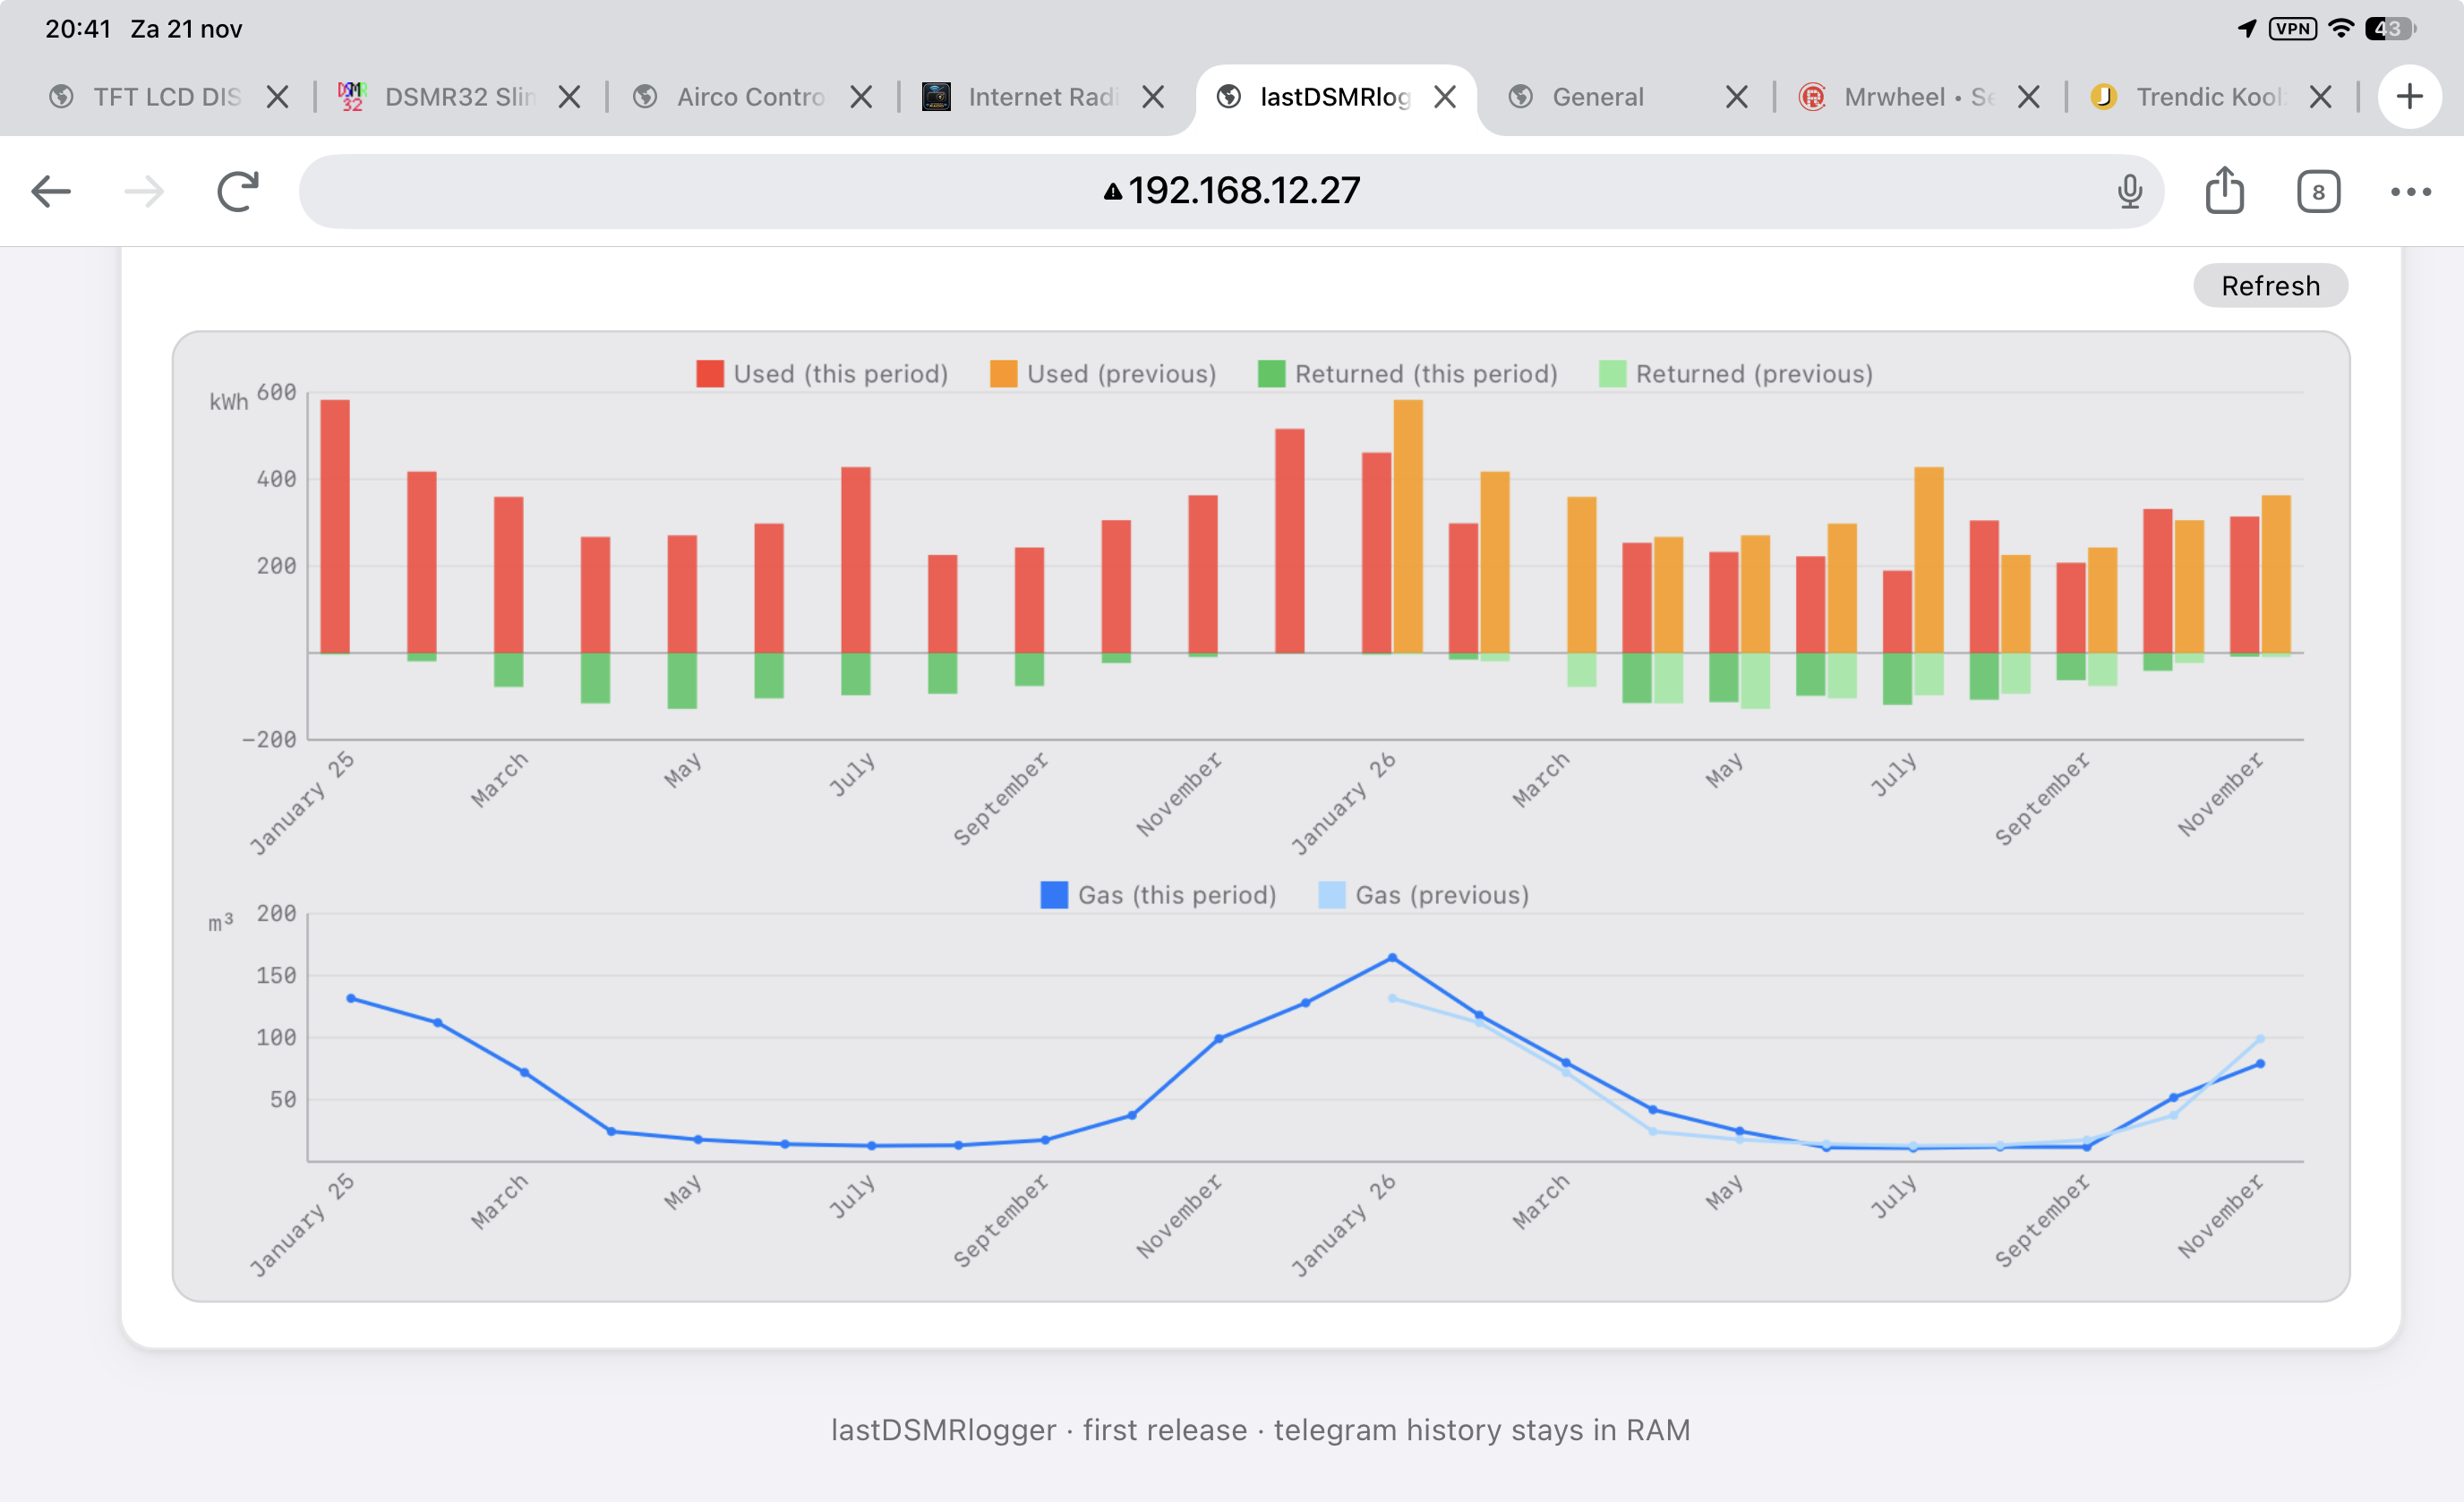 20:41 Za 21 nov VPN 43
TFT LCD DIS DSMR32 Slin Airco Contro Internet Radi lastDSMRlog General Mrwheel • Se Trendic Kool
192.168.12.27 8
Refresh
Used (this period) Used (previous) Returned (this period) Returned (previous)
kWh 600
400
200
-200
January 25 March May July September November January 26 March May July September November
Gas (this period) Gas (previous)
m³ 200
150
100
50
January 25 March May July September November January 26 March May July September November
lastDSMRlogger · first release · telegram history stays in RAM